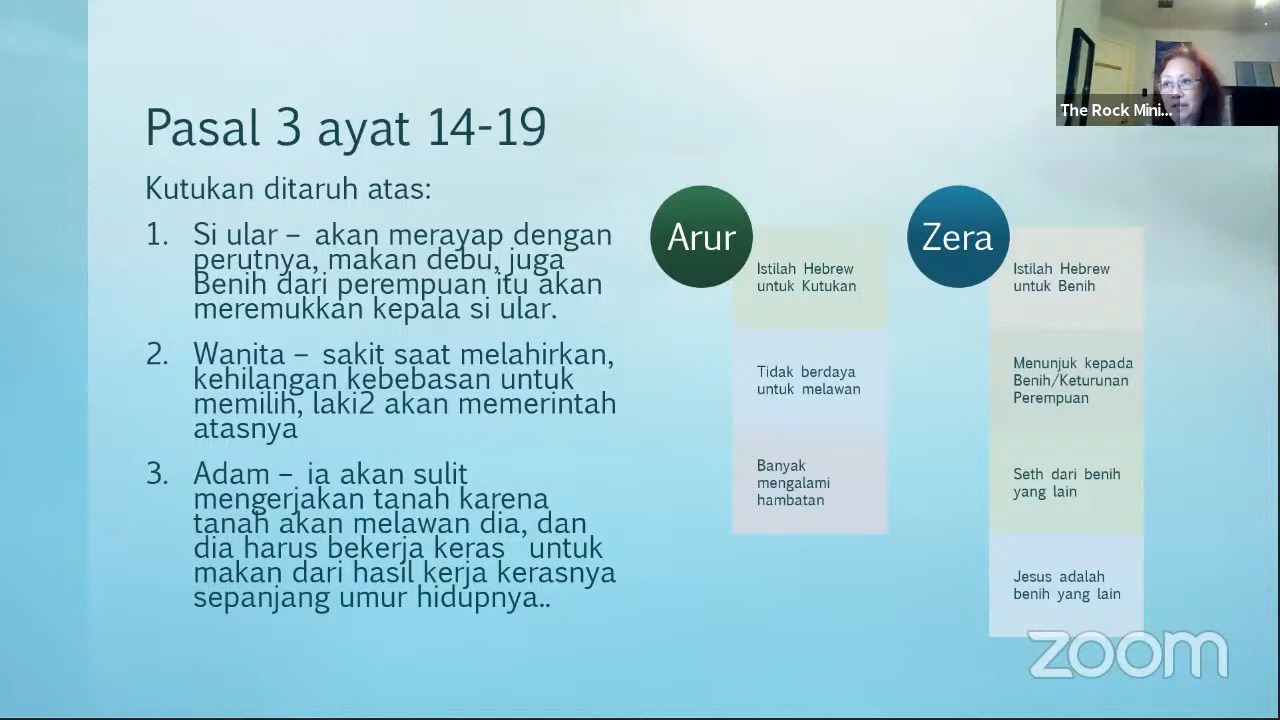 The Rock Mini...
Pasal 3 ayat 14-19
Kutukan ditaruh atas:
1. Si ular – akan merayap dengan
perutnya, makan debu, juga
Benih dari perempuan itu akan
meremukkan kepala si ular.
2. Wanita – sakit saat melahirkan,
kehilangan kebebasan untuk
memilih, laki2 akan memerintah
atasnya
3. Adam – ia akan sulit
mengerjakan tanah karena
tanah akan melawan dia, dan
dia harus bekerja keras untuk
makan dari hasil kerja kerasnya
sepanjang umur hidupnya..
Arur
Istilah Hebrew
untuk Kutukan
Tidak berdaya
untuk melawan
Banyak
mengalami
hambatan
Zera
Istilah Hebrew
untuk Benih
Menunjuk kepada
Benih/Keturunan
Perempuan
Seth dari benih
yang lain
Jesus adalah
benih yang lain
zoom